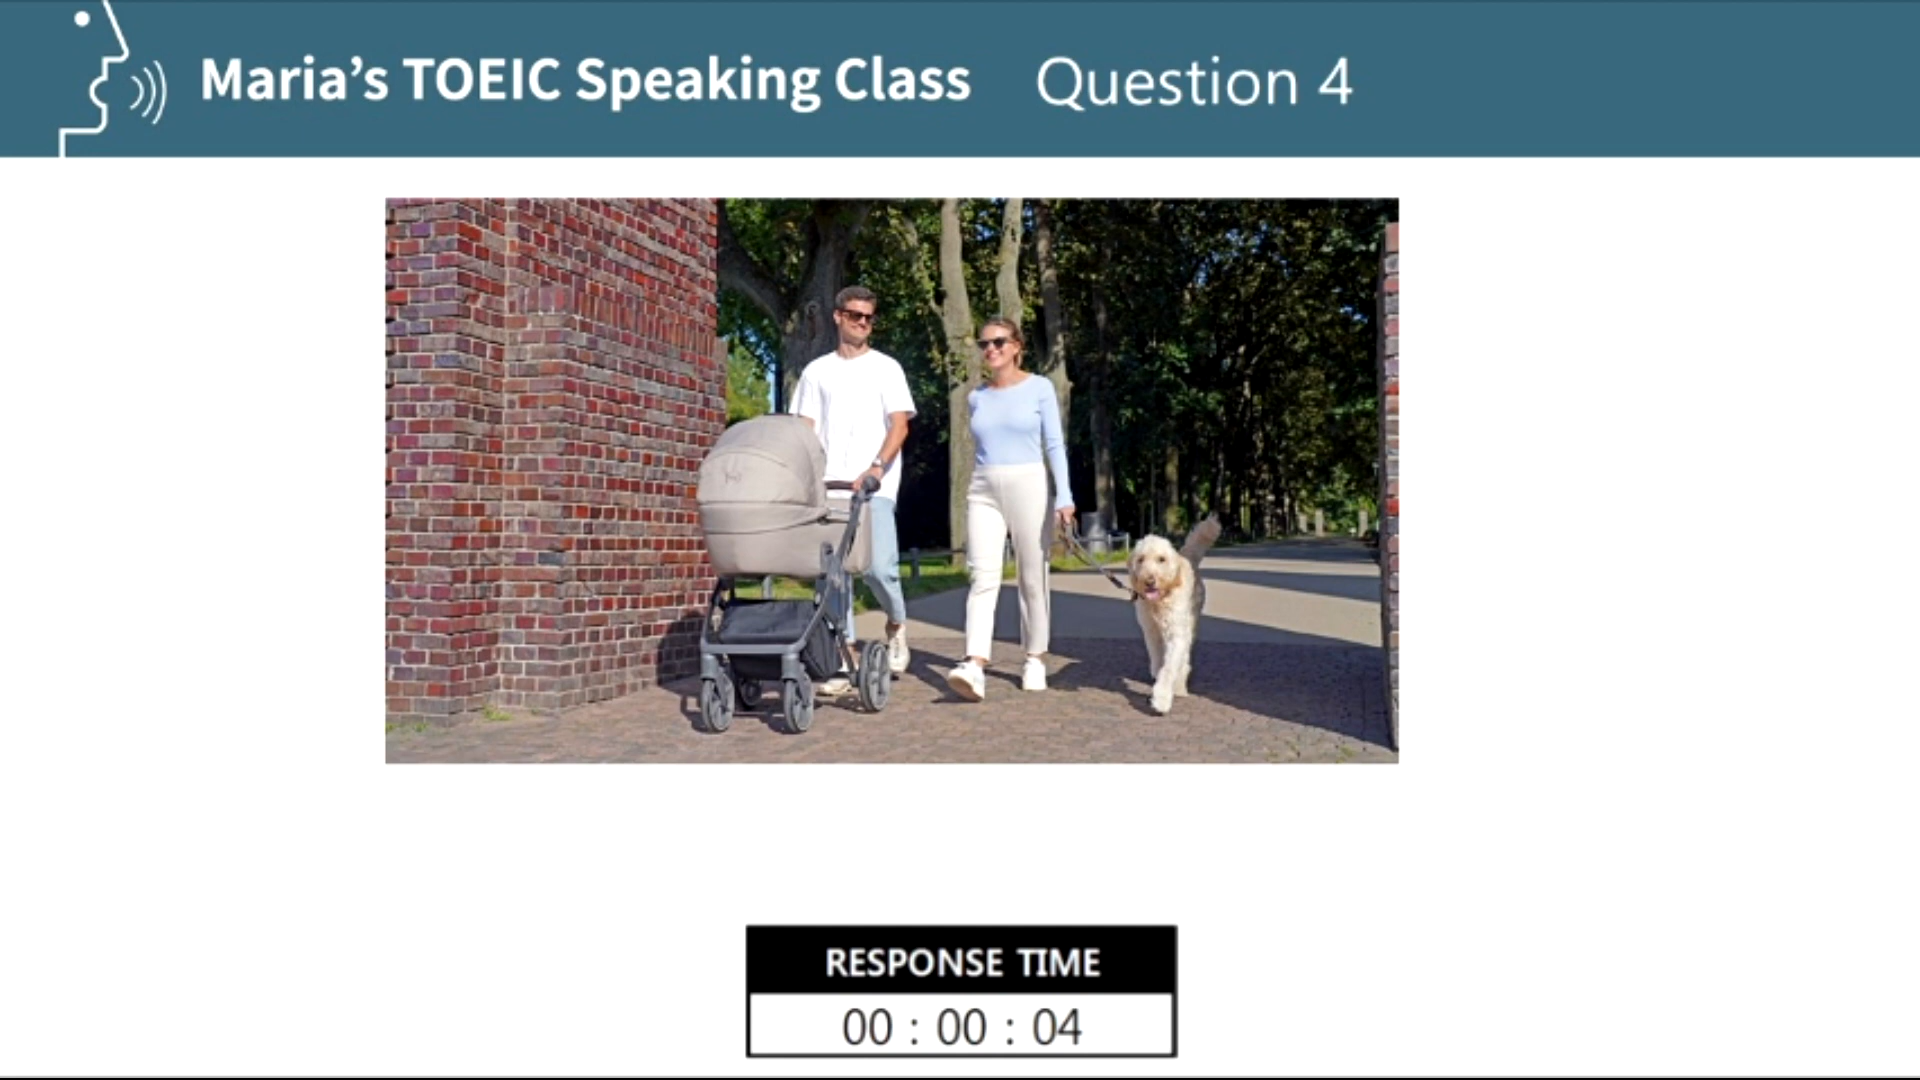 Maria’s TOEIC Speaking Class Question 4
RESPONSE TIME
00 : 00 : 04